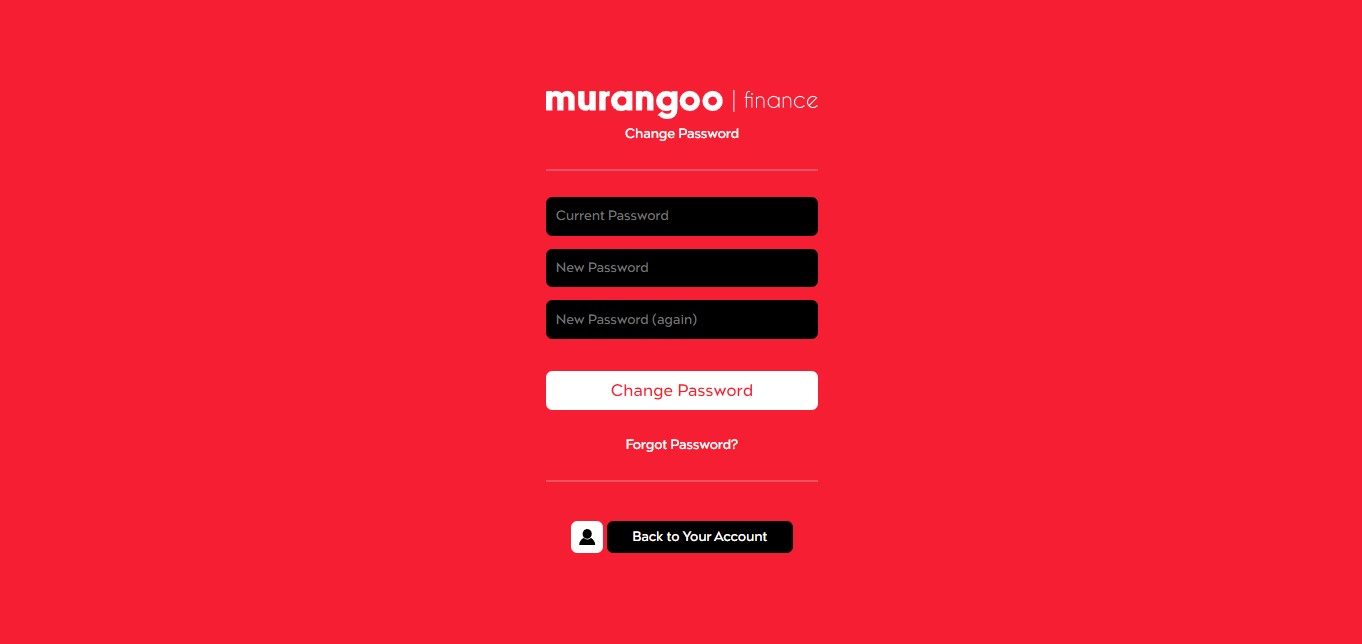 murangoo | finance
Change Password
Current Password
New Password
New Password (again)
Change Password
Forgot Password?
Back to Your Account